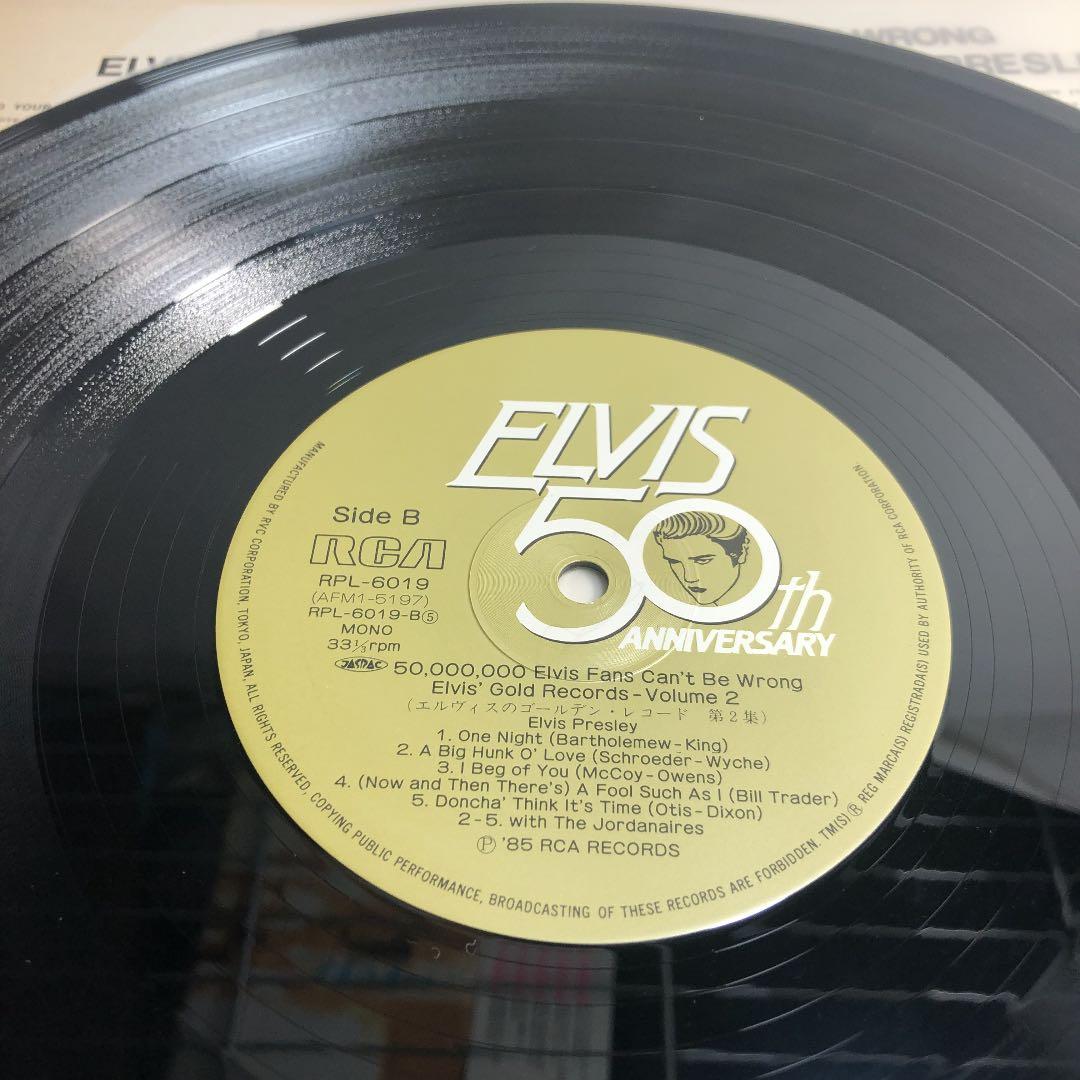 WRONG
ELVIS
50th
ANNIVERSARY
Side B
RCA
RPL-6019
(AFM1-5197)
RPL-6019-B⑤
MONO
33⅓rpm
JASRAC
50,000,000 Elvis Fans Can't Be Wrong
Elvis' Gold Records-Volume 2
(エルヴィスのゴールデン・レコード 第2集)
Elvis Presley
1. One Night (Bartholemew-King)
2. A Big Hunk O' Love (Schroeder-Wyche)
3. I Beg of You (McCoy-Owens)
4. (Now and Then There's) A Fool Such As I (Bill Trader)
5. Doncha' Think It's Time (Otis-Dixon)
2-5. with The Jordanaires
Ⓟ '85 RCA RECORDS
MANUFACTURED BY RVC CORPORATION, TOKYO, JAPAN, ALL RIGHTS RESERVED, COPYING PUBLIC PERFORMANCE, BROADCASTING OF THESE RECORDS ARE FORBIDDEN. TM(S)® REG MARCA(S) REGISTRADA(S) USED BY AUTHORITY OF RCA CORPORATION.